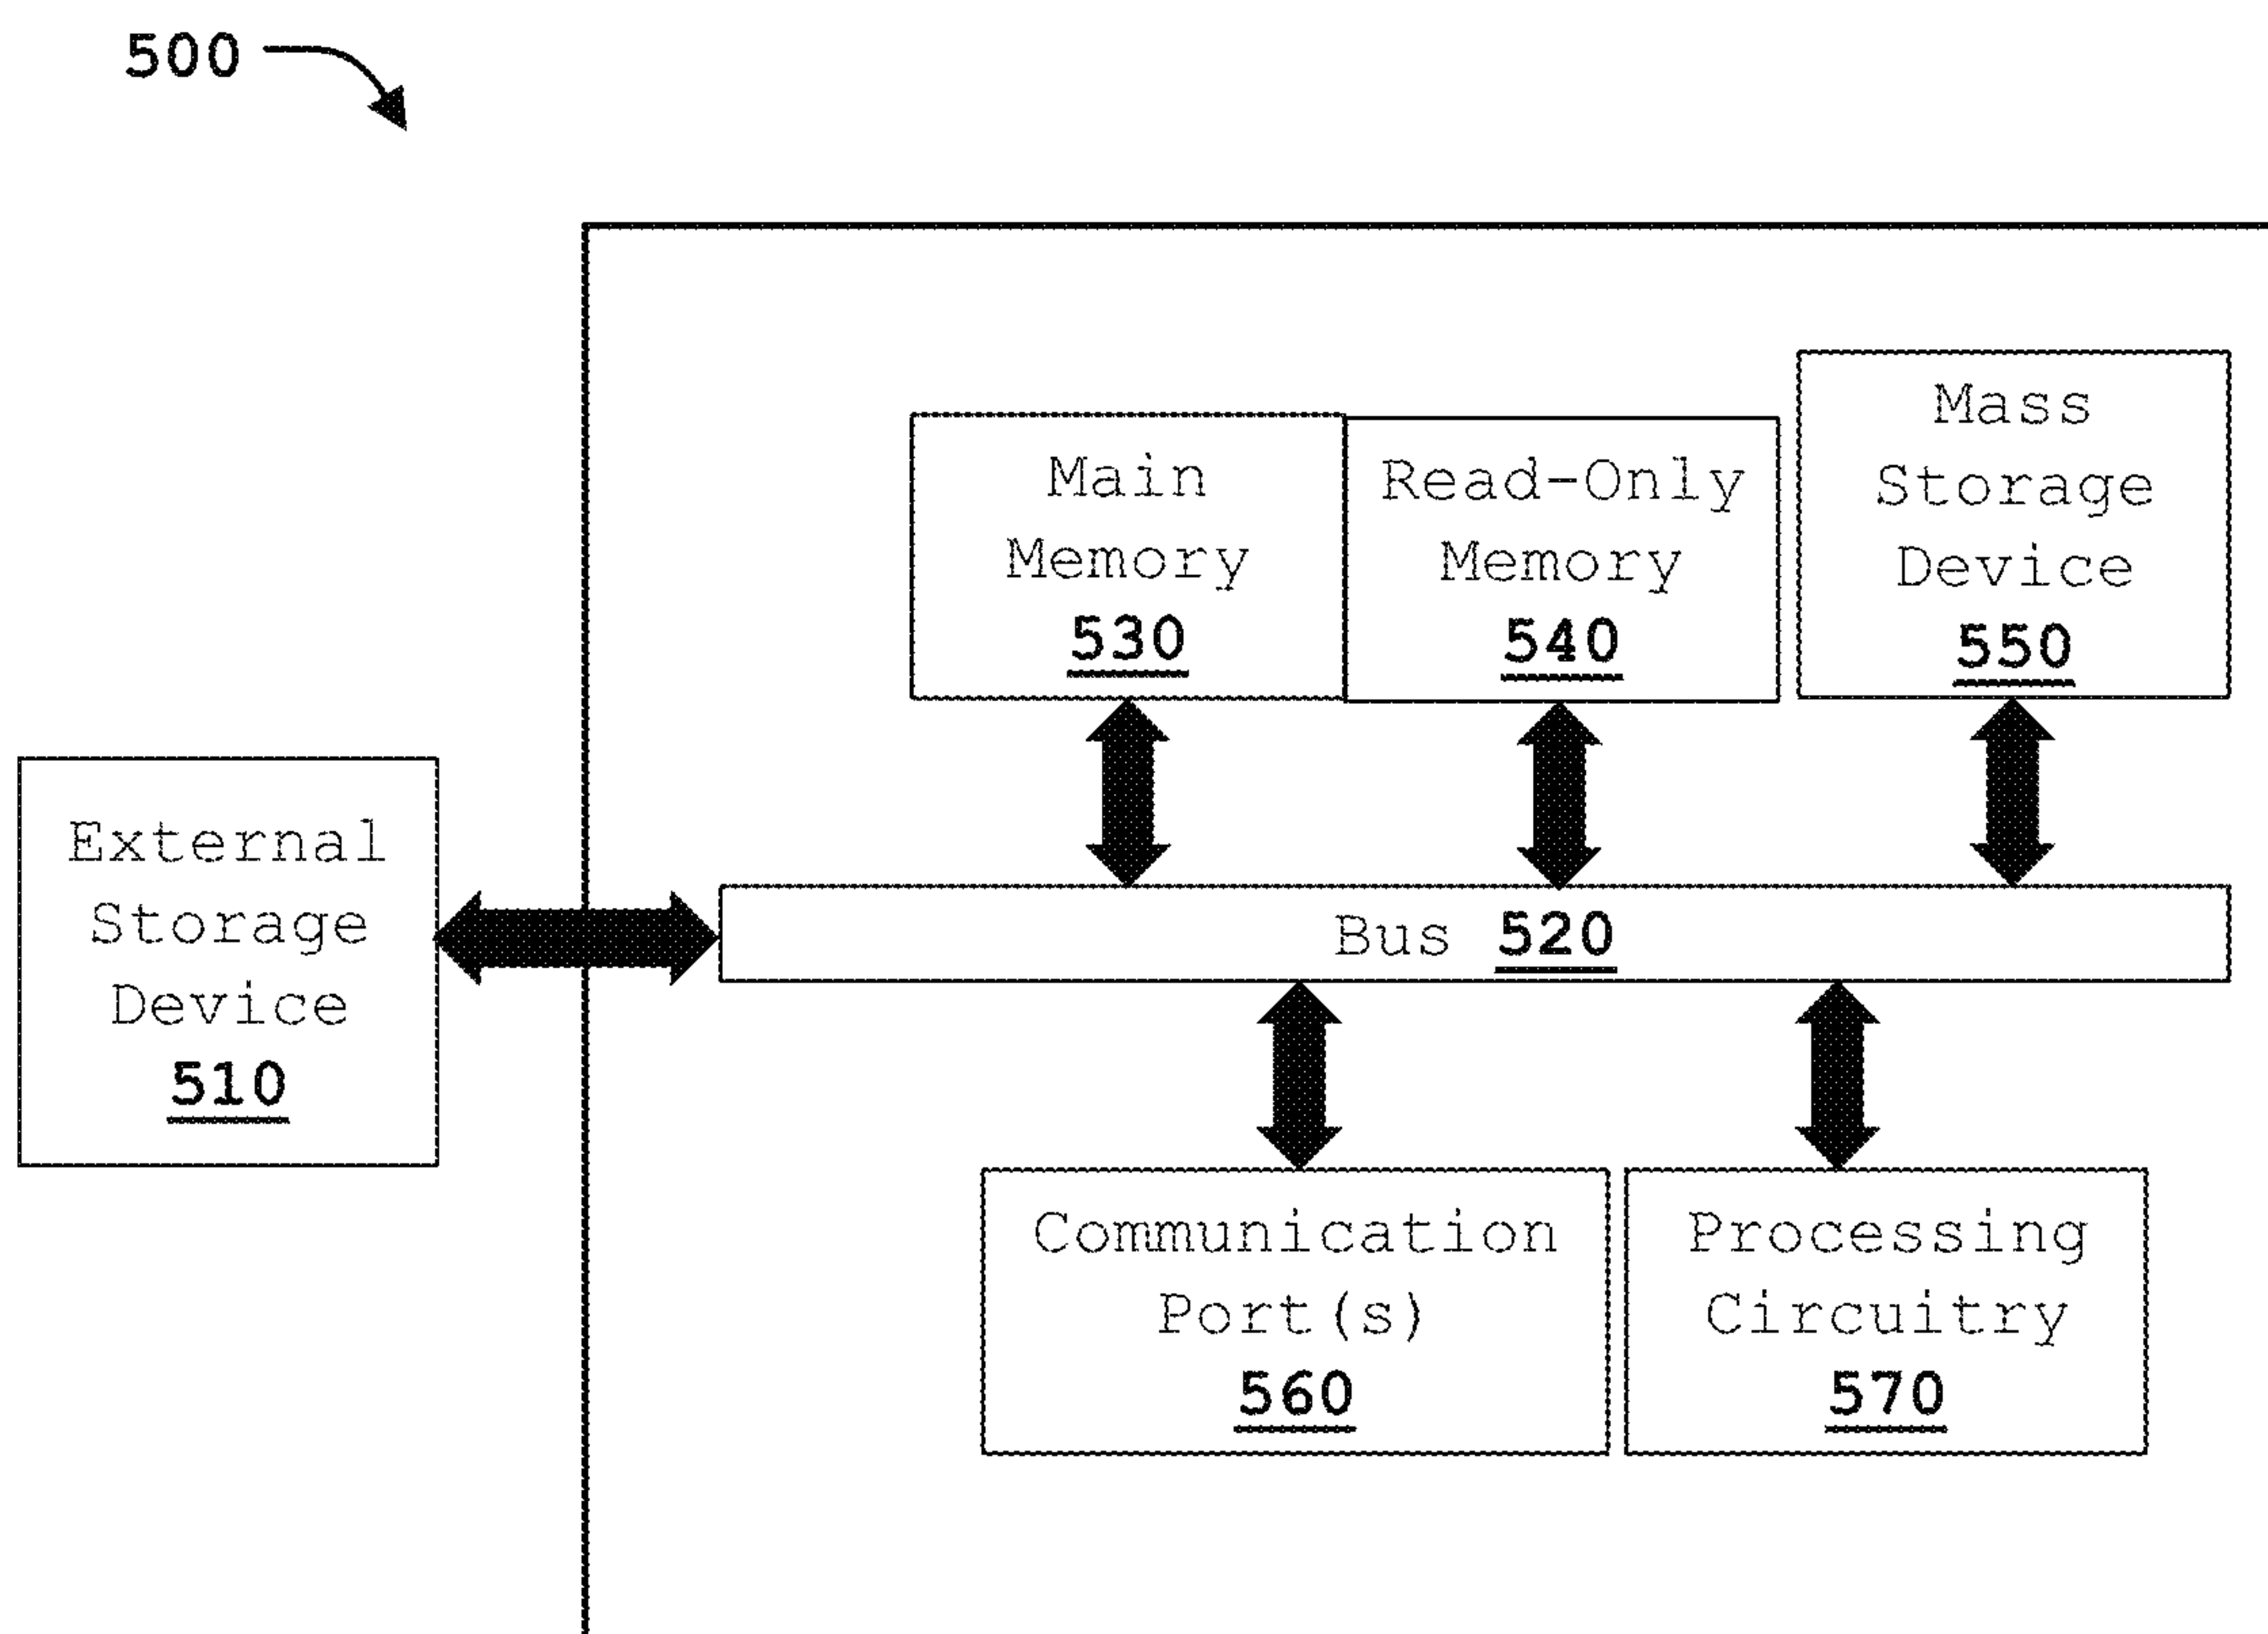 500
Main
Memory
530
Read-Only
Memory
540
Mass
Storage
Device
550
External
Storage
Device
510
Bus 520
Communication
Port(s)
560
Processing
Circuitry
570